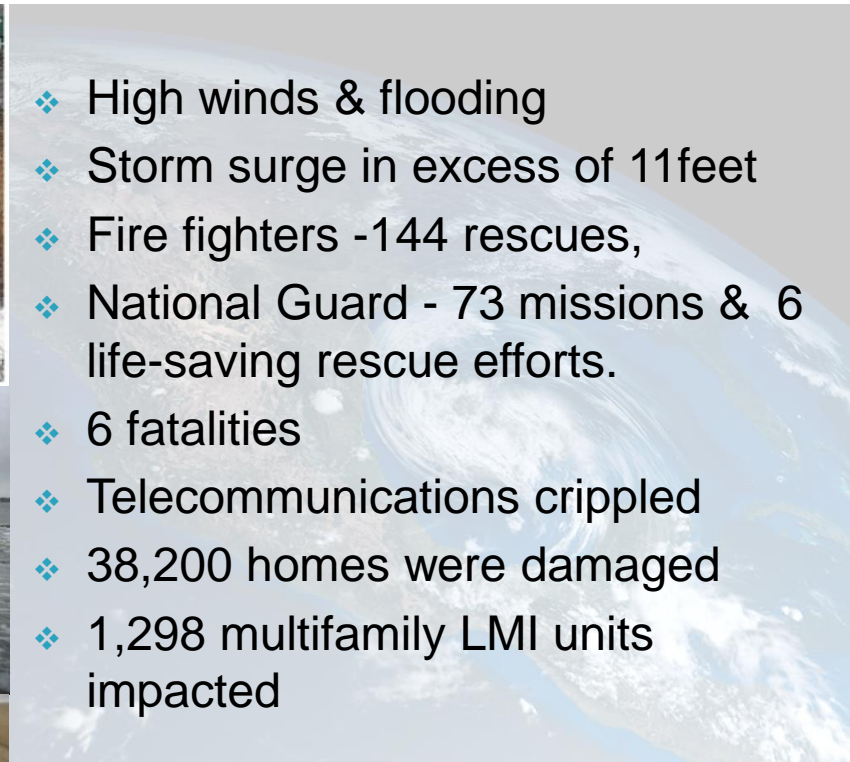 ❖ High winds & flooding
❖ Storm surge in excess of 11feet
❖ Fire fighters -144 rescues,
❖ National Guard - 73 missions &  6
life-saving rescue efforts.
❖ 6 fatalities
❖ Telecommunications crippled
❖ 38,200 homes were damaged
❖ 1,298 multifamily LMI units
impacted